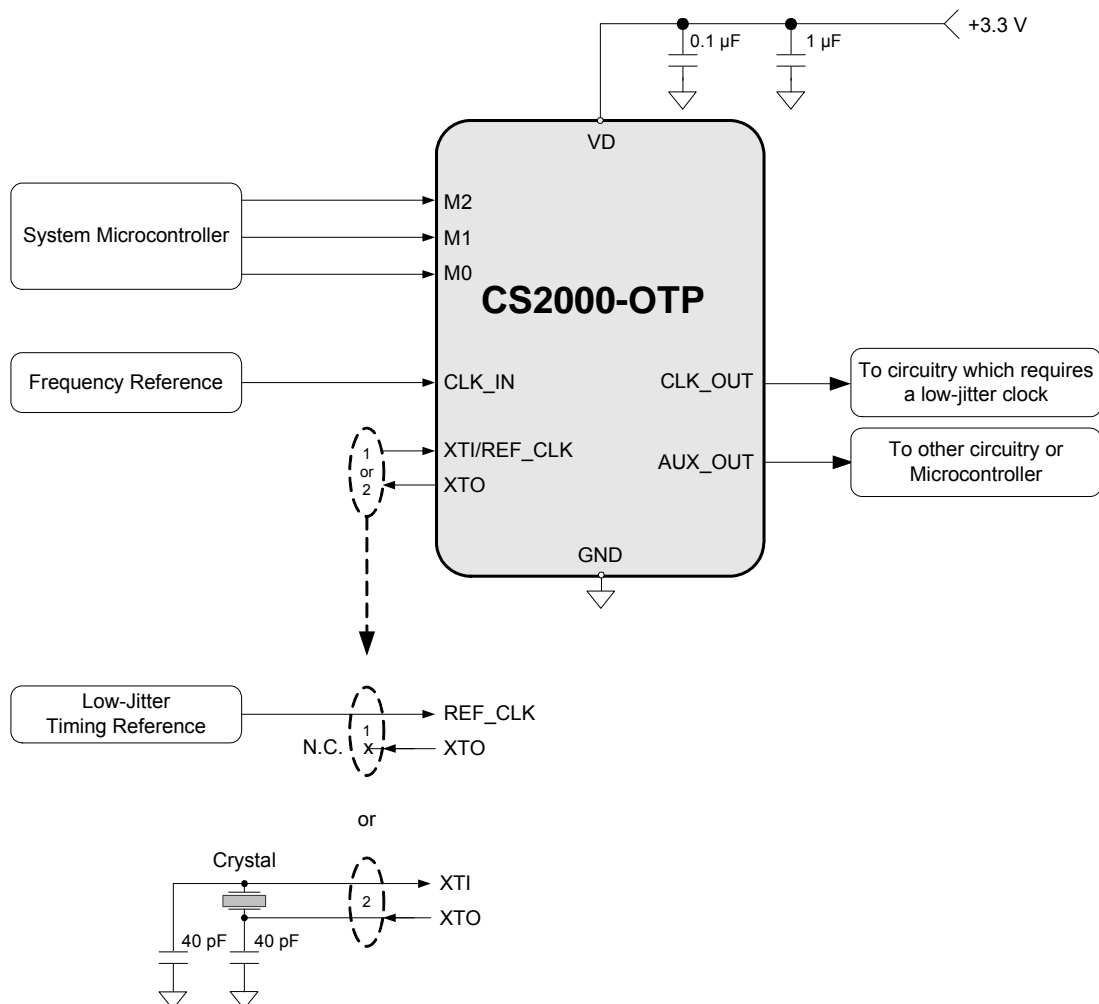 +3.3 V
0.1 µF
1 µF
VD
System Microcontroller
M2
M1
M0
CS2000-OTP
Frequency Reference
CLK_IN
CLK_OUT
To circuitry which requires
a low-jitter clock
1
or
2
XTI/REF_CLK
XTO
AUX_OUT
To other circuitry or
Microcontroller
GND
Low-Jitter
Timing Reference
1
REF_CLK
N.C.
x
XTO
or
Crystal
2
XTI
XTO
40 pF
40 pF